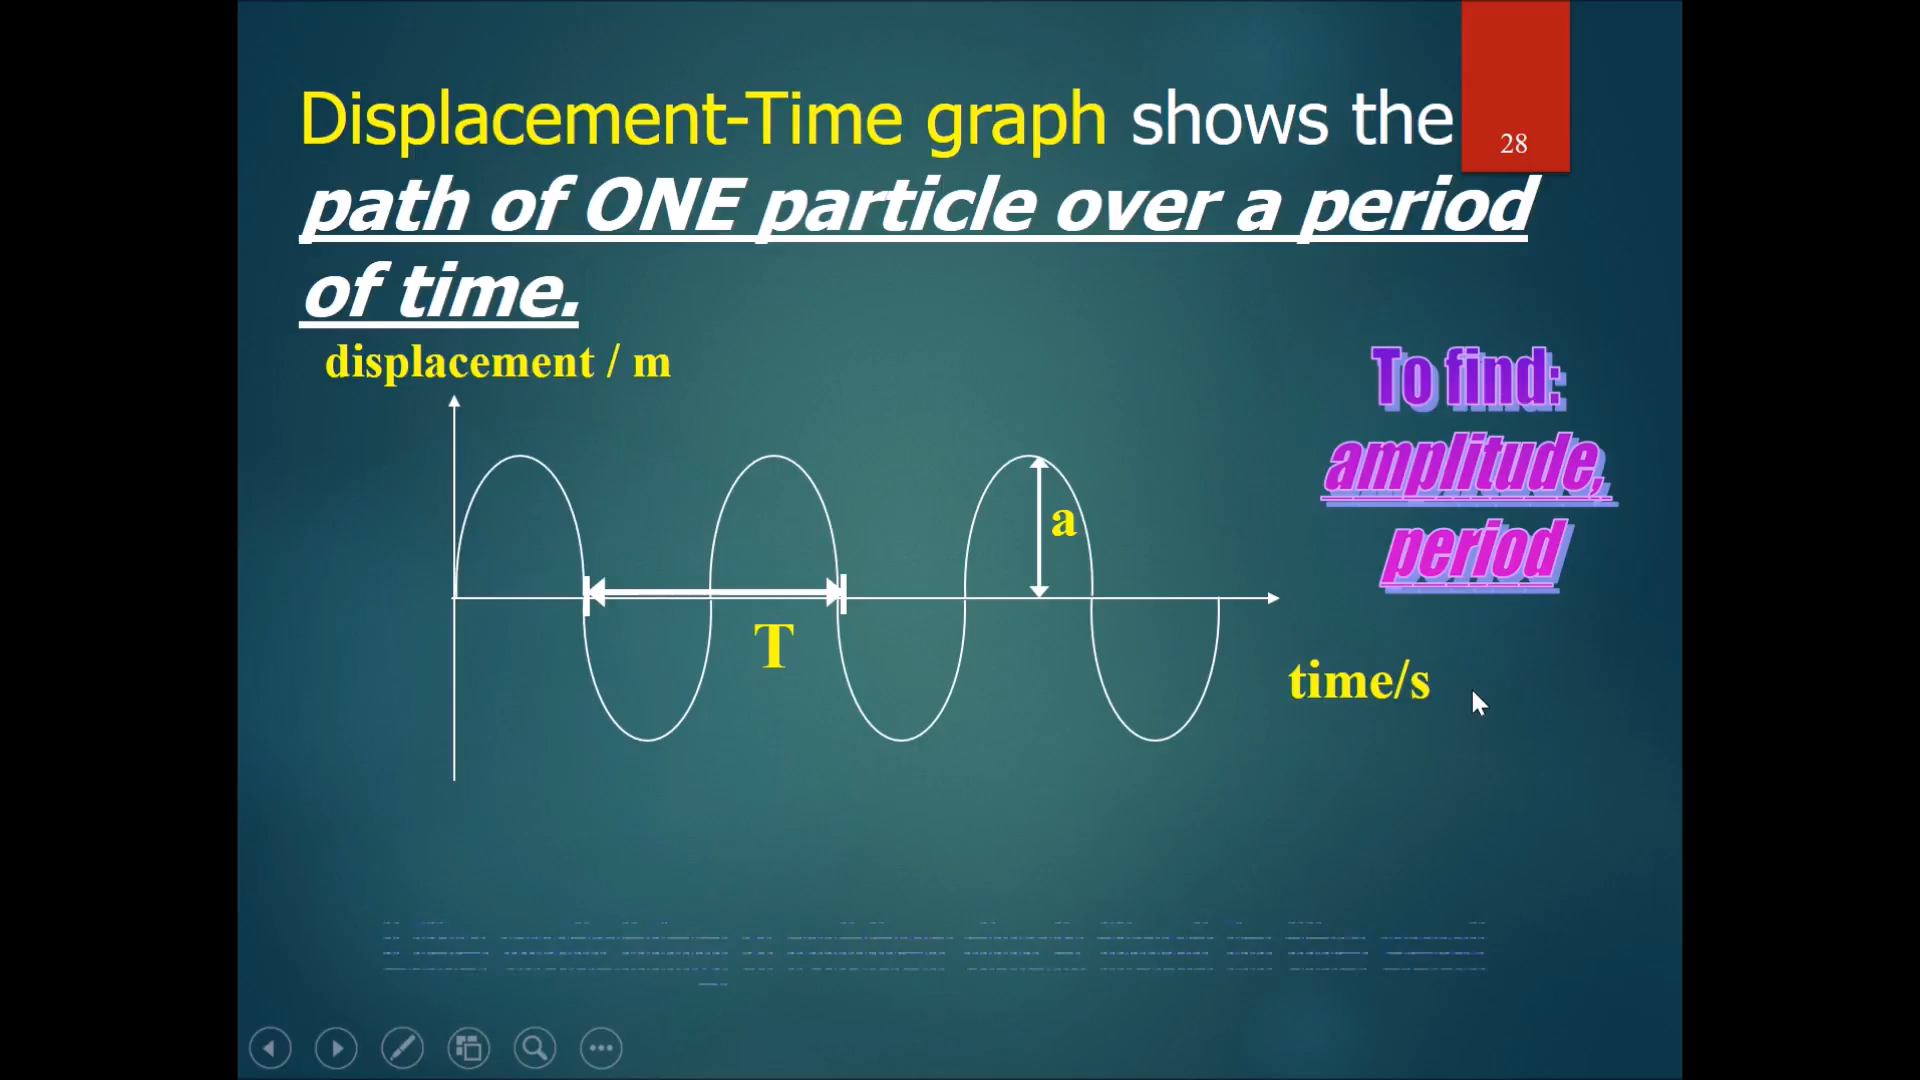 Displacement-Time graph shows the
28
path of ONE particle over a period
of time.
displacement / m
To find:
amplitude,
period
a
T
time/s